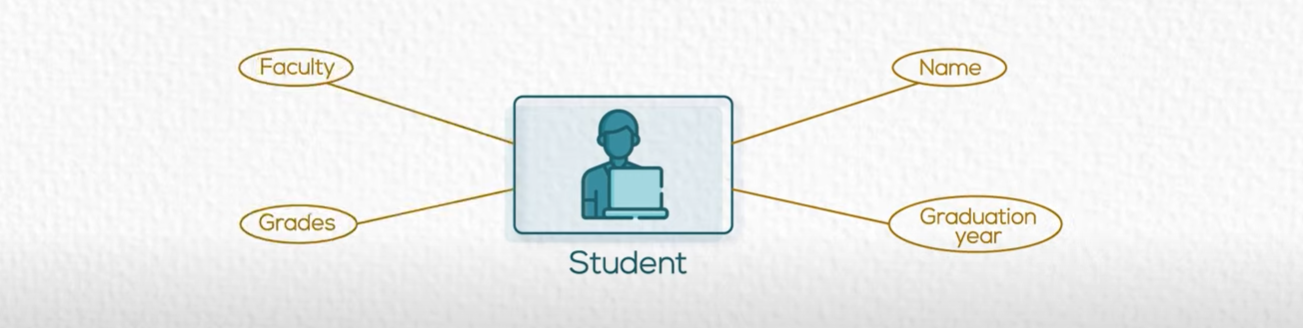 Faculty
Name
Grades
Graduation
year
Student